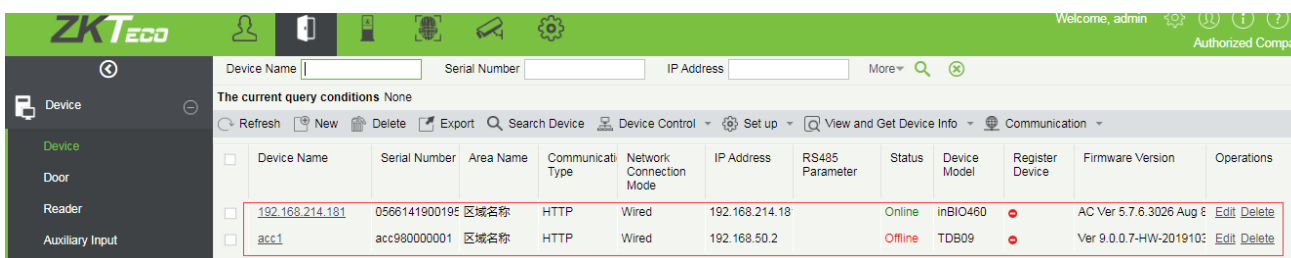 ZKTECO
Welcome, admin
Authorized Compa
Device Name Serial Number IP Address More
Device
The current query conditions None
Refresh New Delete Export Search Device Device Control Set up View and Get Device Info Communication
Device
Door
Reader
Auxiliary Input
Device Name Serial Number Area Name Communicati Type Network Connection Mode IP Address RS485 Parameter Status Device Model Register Device Firmware Version Operations
192.168.214.181 0566141900195 区域名称 HTTP Wired 192.168.214.18 Online inBIO460 AC Ver 5.7.6.3026 Aug 8 Edit Delete
acc1 acc980000001 区域名称 HTTP Wired 192.168.50.2 Offline TDB09 Ver 9.0.0.7-HW-2019103 Edit Delete